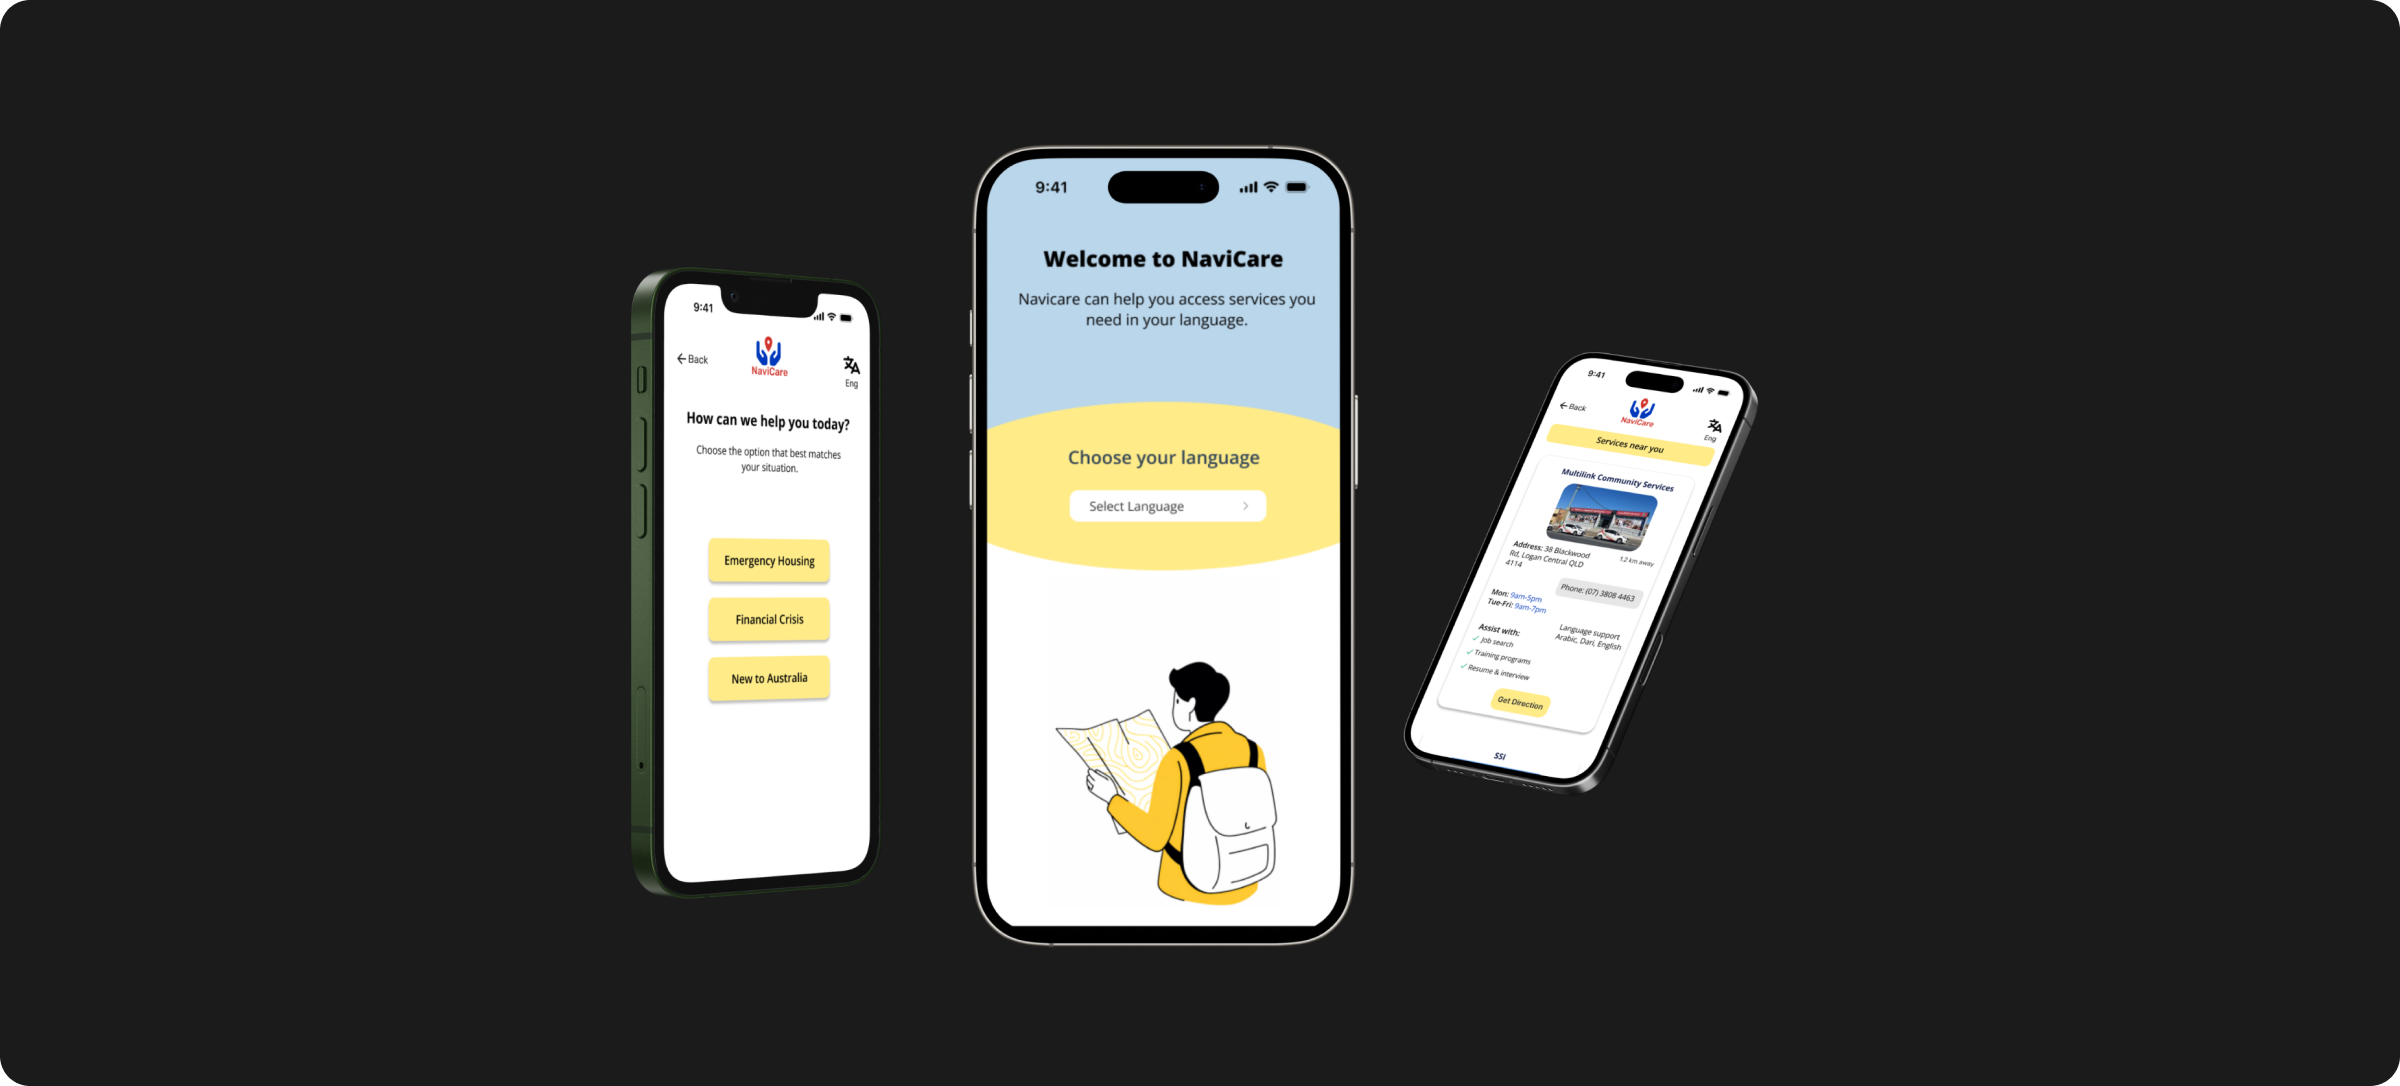 9:41
Back
NaviCare
Eng
How can we help you today?
Choose the option that best matches
your situation.
Emergency Housing
Financial Crisis
New to Australia
9:41
Welcome to NaviCare
Navicare can help you access services you
need in your language.
Choose your language
Select Language
9:41
Back
NaviCare
Eng
Services near you
Multilink Community Services
Address: 38 Blackwood
Rd, Logan Central QLD
4114
1.2 km away
Phone: (07) 3808 4463
Mon: 9am-5pm
Tue-Fri: 9am-7pm
Language support
Arabic, Dari, English
Assist with:
Job search
Training programs
Resume & interview
Get Direction
SSI